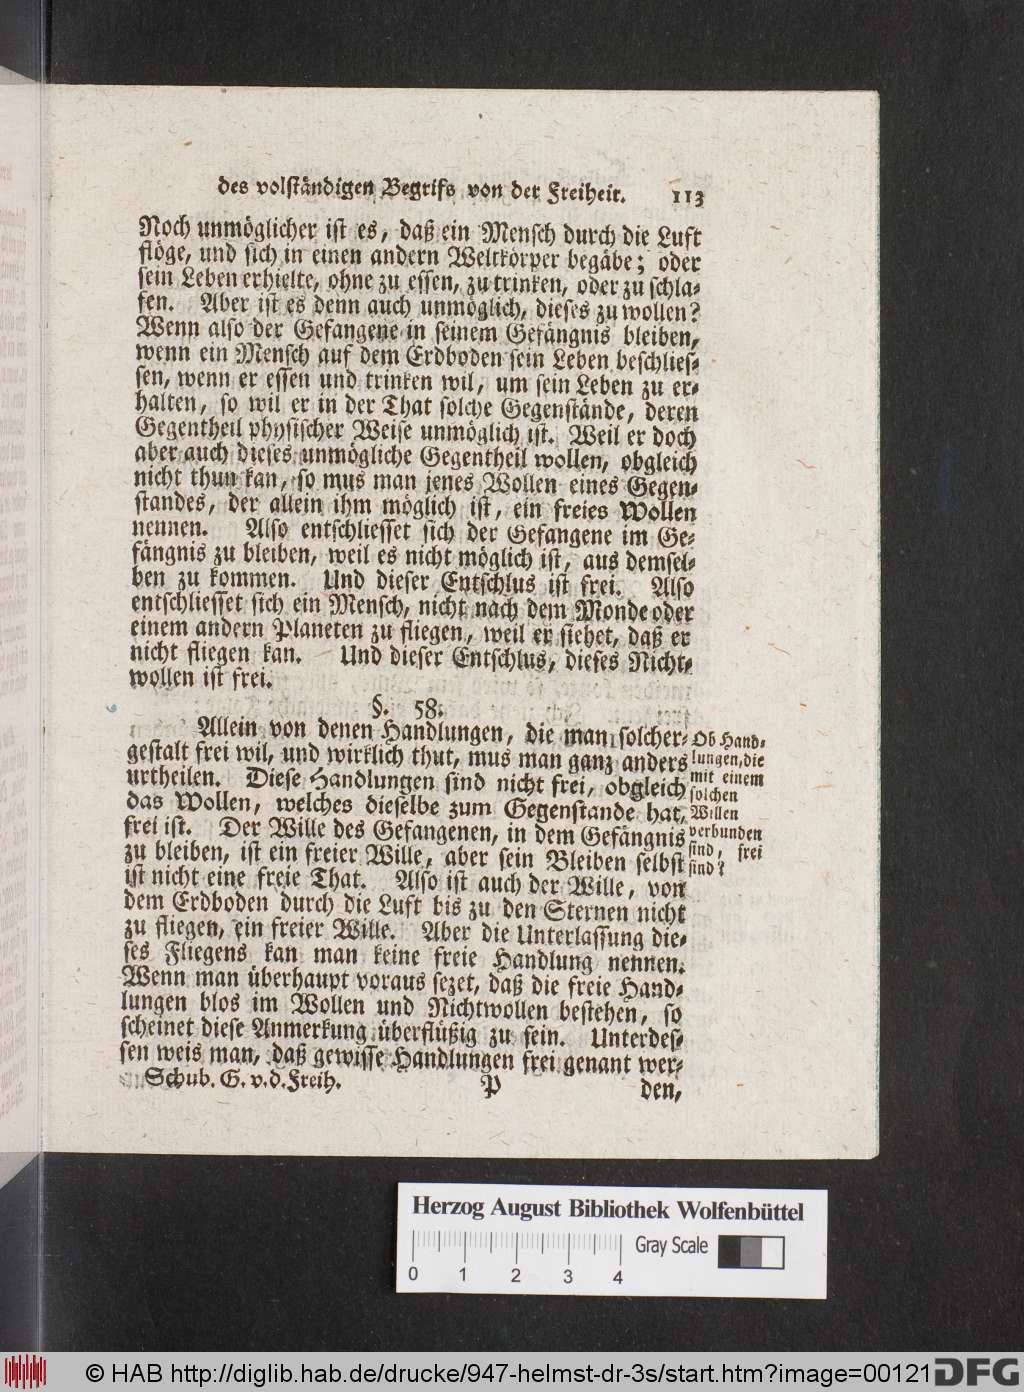 des volständigen Begrifs von der Freiheit. 113
Noch unmöglicher ist es, daß ein Mensch durch die Luft
flöge, und sich in einen andern Weltkörper begäbe; oder
sein Leben erhielte, ohne zu essen, zu trinken, oder zu schla-
fen. Aber ist es denn auch unmöglich, dieses zu wollen?
Wenn also der Gefangene in seinem Gefängnis bleiben,
wenn ein Mensch auf dem Erdboden sein Leben beschlies-
sen, wenn er essen und trinken wil, um sein Leben zu er-
halten, so wil er in der That solche Gegenstände, deren
Gegentheil physischer Weise unmöglich ist. Weil er doch
aber auch dieses unmögliche Gegentheil wollen, obgleich
nicht thun kan, so mus man jenes Wollen eines Gegen-
standes, der allein ihm möglich ist, ein freies Wollen
nennen. Also entschliesset sich der Gefangene im Ge-
fängnis zu bleiben, weil es nicht möglich ist, aus demsel-
ben zu kommen. Und dieser Entschlus ist frei. Also
entschliesset sich ein Mensch, nicht nach dem Monde oder
einem andern Planeten zu fliegen, weil er siehet, daß er
nicht fliegen kan. Und dieser Entschlus, dieses Nicht-
wollen ist frei.
§. 58.
Allein von denen Handlungen, die man solcher-
gestalt frei wil, und wirklich thut, mus man ganz anders
urtheilen. Diese Handlungen sind nicht frei, obgleich
das Wollen, welches dieselbe zum Gegenstande hat,
frei ist. Der Wille des Gefangenen, in dem Gefängnis
zu bleiben, ist ein freier Wille, aber sein Bleiben selbst
ist nicht eine freie That. Also ist auch der Wille, von
dem Erdboden durch die Luft bis zu den Sternen nicht
zu fliegen, ein freier Wille. Aber die Unterlassung die-
ses Fliegens kan man keine freie Handlung nennen.
Wenn man überhaupt voraus sezet, daß die freie Hand-
lungen blos im Wollen und Nichtwollen bestehen, so
scheinet diese Anmerkung überflüßig zu sein. Unterdes-
sen weis man, daß gewisse Handlungen frei genant wer-
Ob Hand-
lungen, die
mit einem
solchen
Willen
verbunden
sind, frei
sind?
Schub. G. v. d. Freih. P den,
Herzog August Bibliothek Wolfenbüttel
Gray Scale
0 1 2 3 4
© HAB http://diglib.hab.de/drucke/947-helmst-dr-3s/start.htm?image=00121
DFG